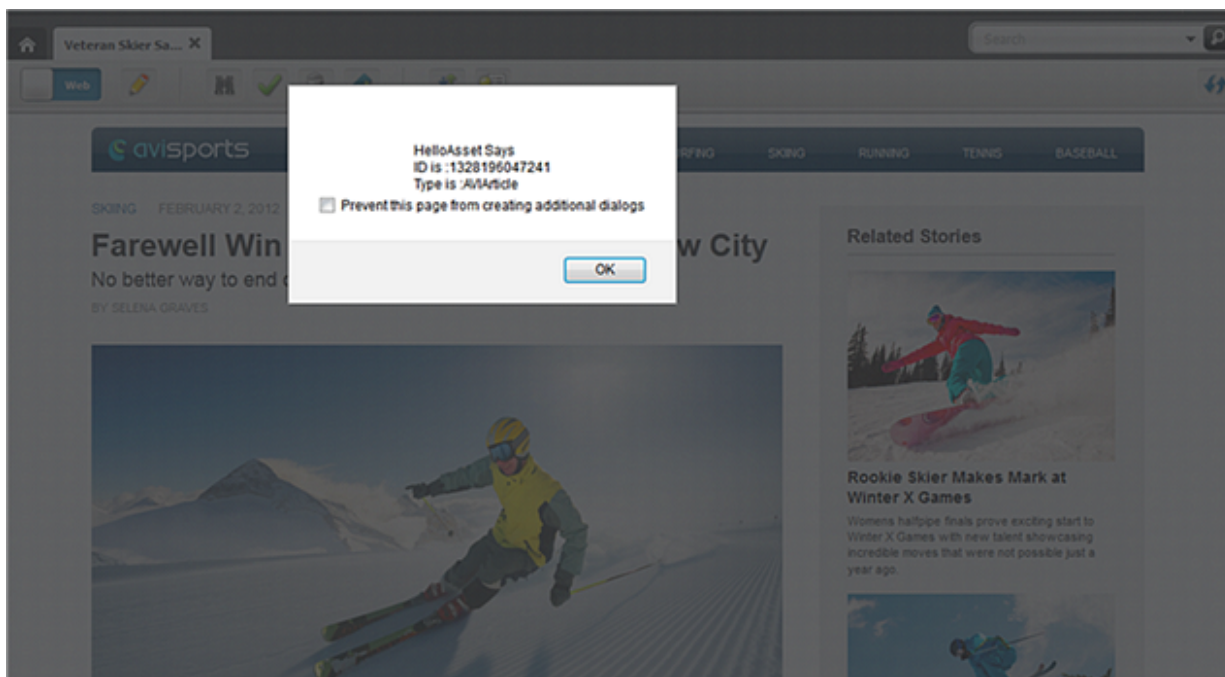 Veteran Skier Sa... X
Search
Web
HelloAsset Says
ID is :1328196047241
Type is :AVIArticle
Prevent this page from creating additional dialogs
OK
avisports
SKIING RUNNING TENNIS BASEBALL
SKIING FEBRUARY 2, 2012
Farewell Win w City
No better way to end
BY SELENA GRAVES
Related Stories
Rookie Skier Makes Mark at
Winter X Games
Womens halfpipe finals prove exciting start to
Winter X Games with new talent showcasing
incredible moves that were not possible just a
year ago.